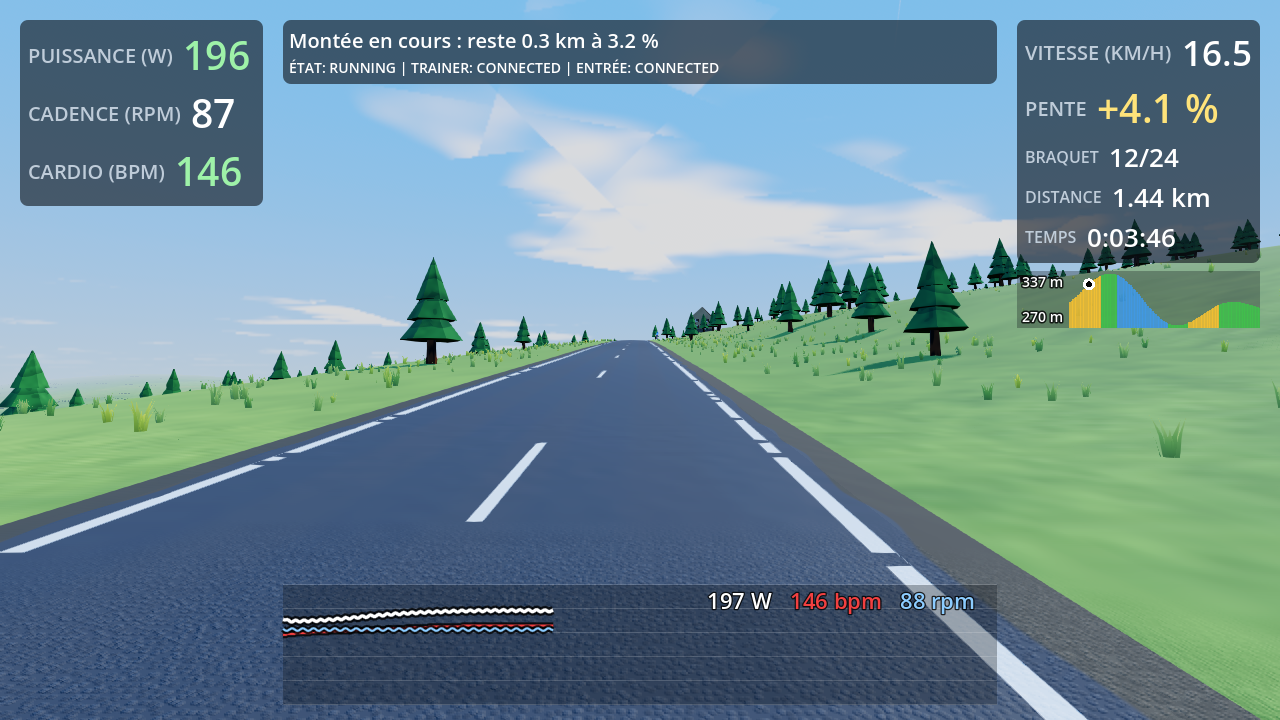 PUISSANCE (W) 196
CADENCE (RPM) 87
CARDIO (BPM) 146
Montée en cours : reste 0.3 km à 3.2 %
ÉTAT: RUNNING | TRAINER: CONNECTED | ENTRÉE: CONNECTED
VITESSE (KM/H) 16.5
PENTE +4.1 %
BRAQUET 12/24
DISTANCE 1.44 km
TEMPS 0:03:46
337 m
270 m
197 W 146 bpm 88 rpm